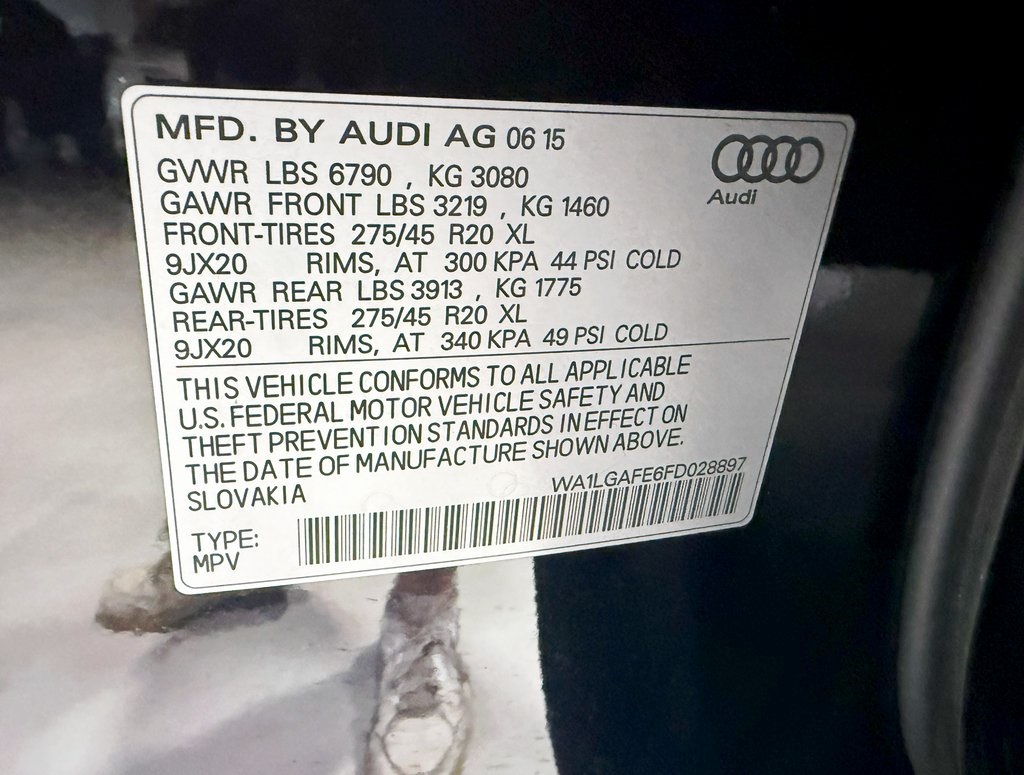 MFD. BY AUDI AG 06 15
Audi
GVWR LBS 6790 , KG 3080
GAWR FRONT LBS 3219 , KG 1460
FRONT-TIRES 275/45 R20 XL
9JX20 RIMS, AT 300 KPA 44 PSI COLD
GAWR REAR LBS 3913 , KG 1775
REAR-TIRES 275/45 R20 XL
9JX20 RIMS, AT 340 KPA 49 PSI COLD
THIS VEHICLE CONFORMS TO ALL APPLICABLE
U.S. FEDERAL MOTOR VEHICLE SAFETY AND
THEFT PREVENTION STANDARDS IN EFFECT ON
THE DATE OF MANUFACTURE SHOWN ABOVE.
SLOVAKIA
WA1LGAFE6FD028897
TYPE:
MPV